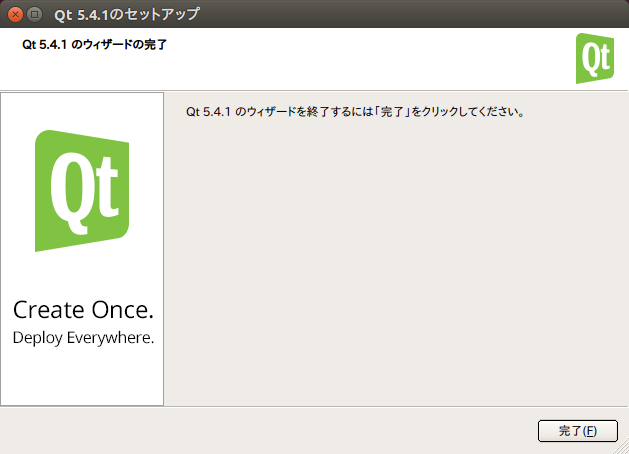 Qt 5.4.1のセットアップ
Qt 5.4.1 のウィザードの完了
Qt
Qt 5.4.1 のウィザードを終了するには「完了」をクリックしてください。
Qt
Create Once.
Deploy Everywhere.
完了(F)